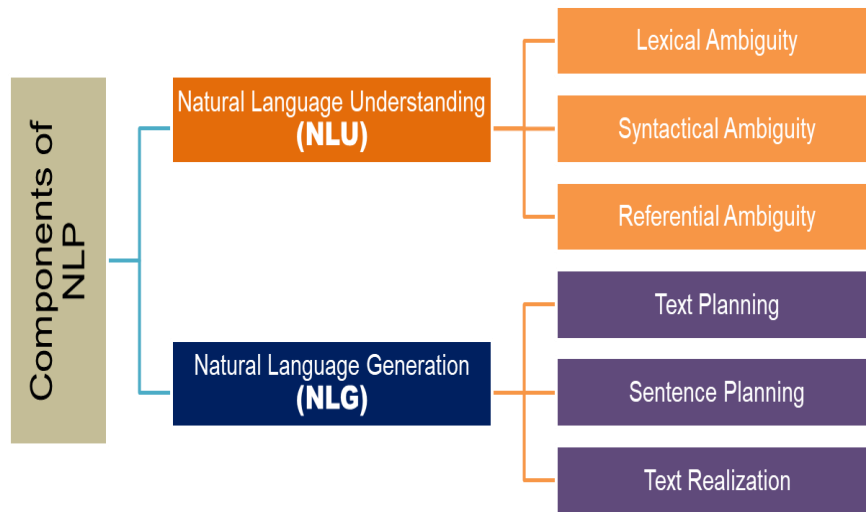 Components of
NLP
Natural Language Understanding
(NLU)
Lexical Ambiguity
Syntactical Ambiguity
Referential Ambiguity
Natural Language Generation
(NLG)
Text Planning
Sentence Planning
Text Realization